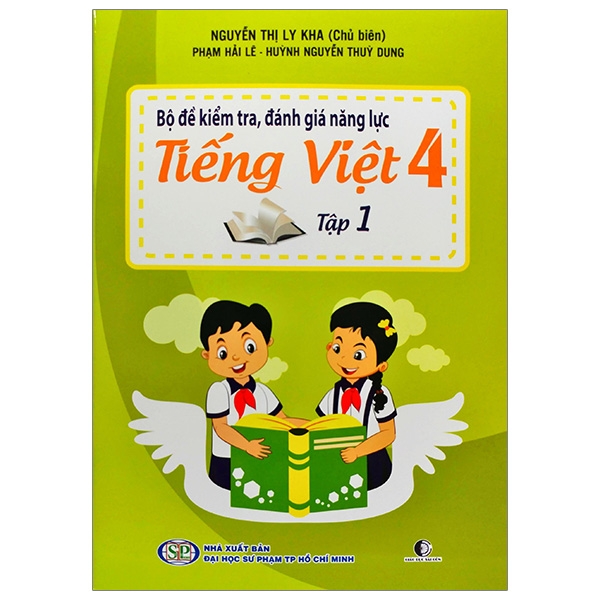 NGUYỄN THỊ LY KHA (Chủ biên)
PHẠM HẢI LÊ - HUỲNH NGUYỄN THUỲ DUNG
Bộ đề kiểm tra, đánh giá năng lực
Tiếng Việt 4
Tập 1
SP
NHÀ XUẤT BẢN
ĐẠI HỌC SƯ PHẠM TP HỒ CHÍ MINH